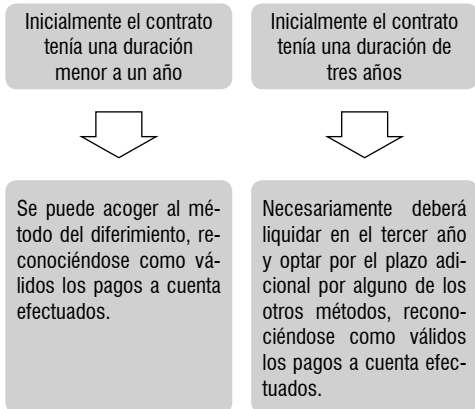 Inicialmente el contrato
tenía una duración
menor a un año
Inicialmente el contrato
tenía una duración de
tres años
Se puede acoger al mé-
todo del diferimiento, re-
conociéndose como vá-
lidos los pagos a cuenta
efectuados.
Necesariamente deberá
liquidar en el tercer año
y optar por el plazo adi-
cional por alguno de los
otros métodos, recono-
ciéndose como válidos
los pagos a cuenta efec-
tuados.